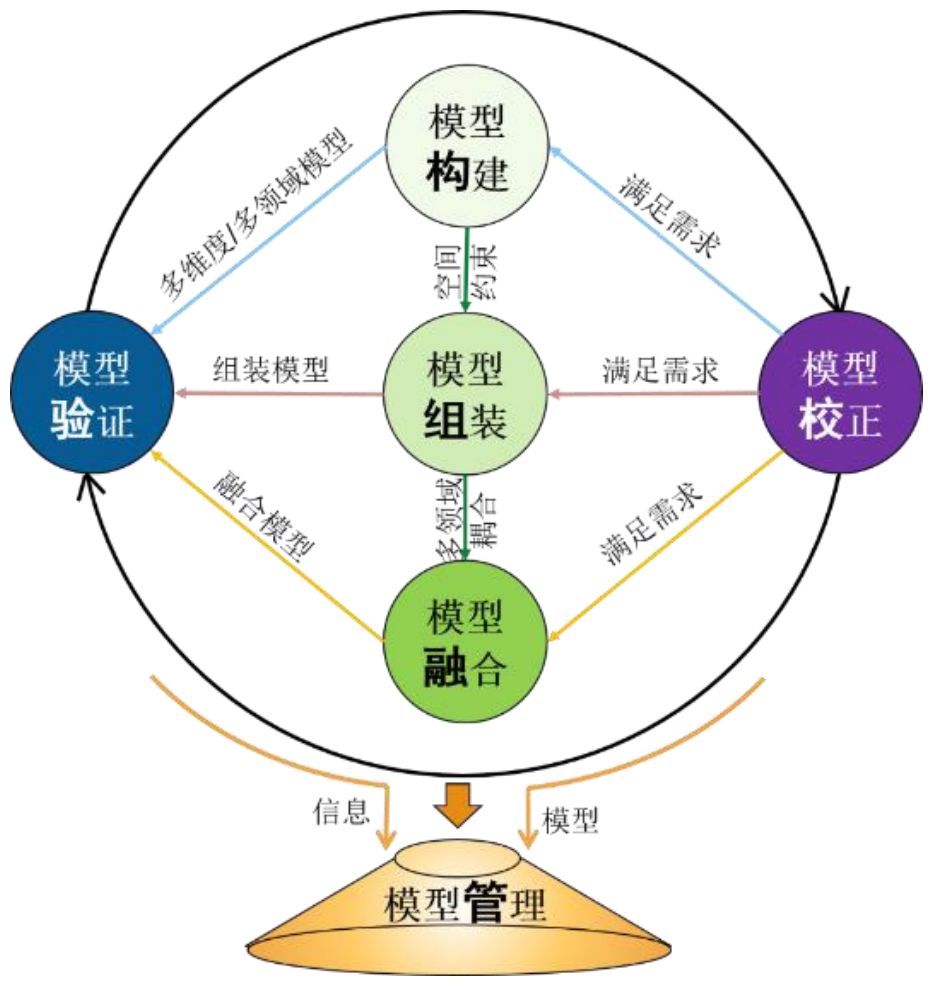 模型
构建
多维度/多领域模型
满足需求
空间
约束
模型
验证
组装模型
模型
组装
满足需求
模型
校正
融合模型
多领域
耦合
满足需求
模型
融合
信息
模型
模型管理